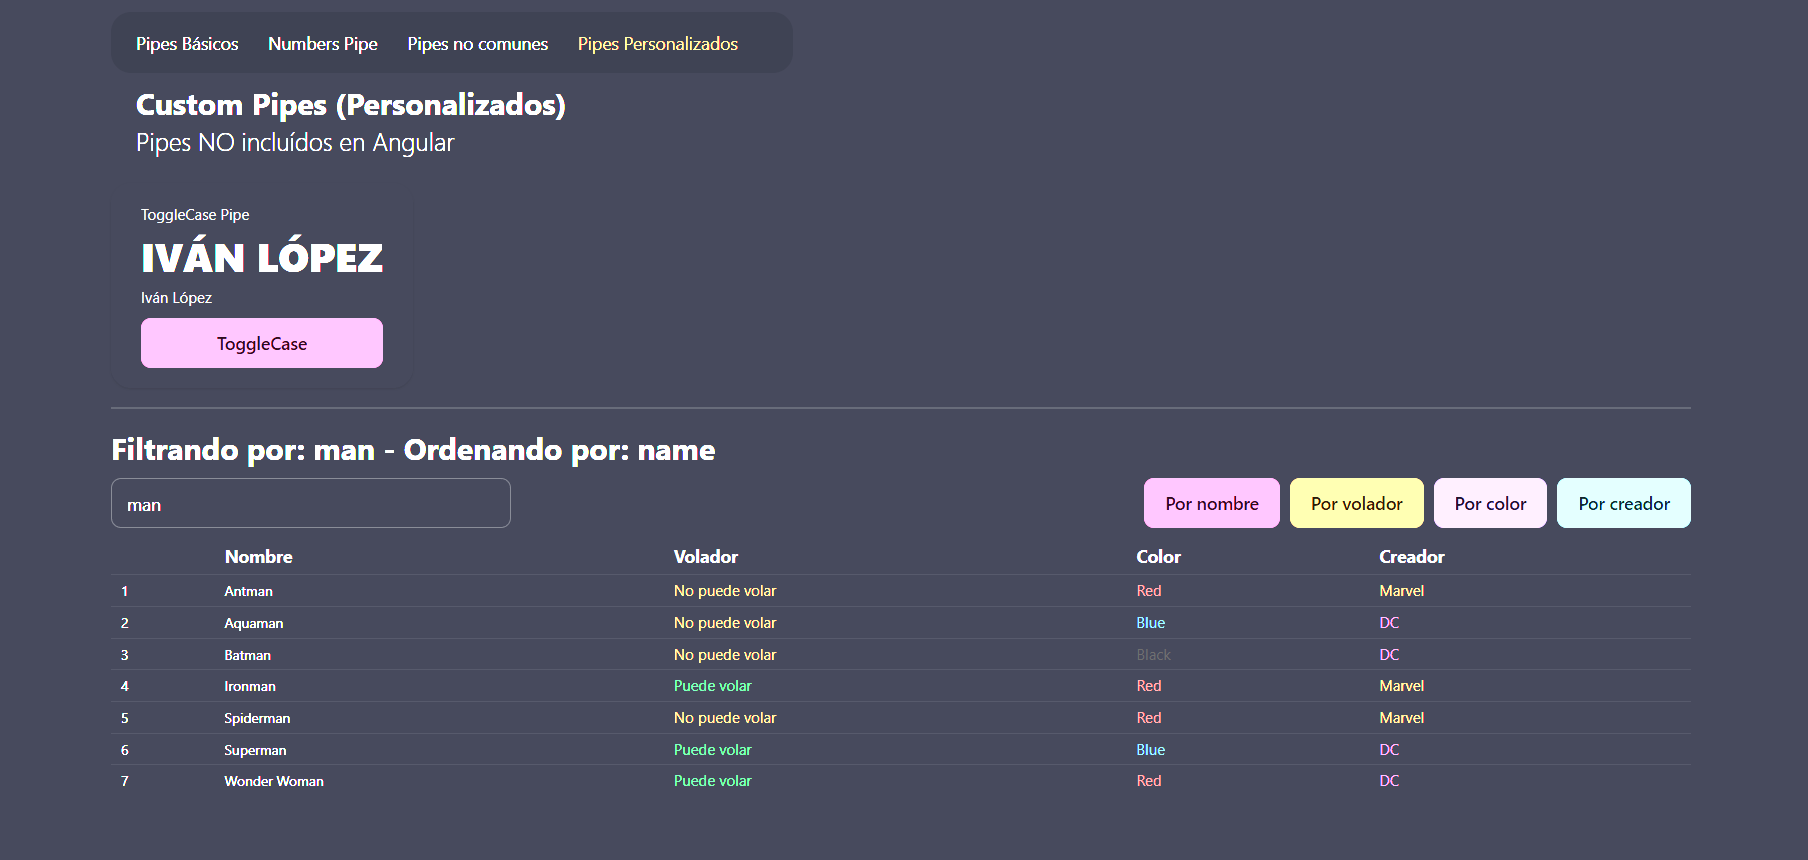 Pipes Básicos Numbers Pipe Pipes no comunes Pipes Personalizados
Custom Pipes (Personalizados)
Pipes NO incluídos en Angular
ToggleCase Pipe
IVÁN LÓPEZ
Iván López
ToggleCase
Filtrando por: man - Ordenando por: name
man Por nombre Por volador Por color Por creador
Nombre Volador Color Creador
1 Antman No puede volar Red Marvel
2 Aquaman No puede volar Blue DC
3 Batman No puede volar Black DC
4 Ironman Puede volar Red Marvel
5 Spiderman No puede volar Red Marvel
6 Superman Puede volar Blue DC
7 Wonder Woman Puede volar Red DC